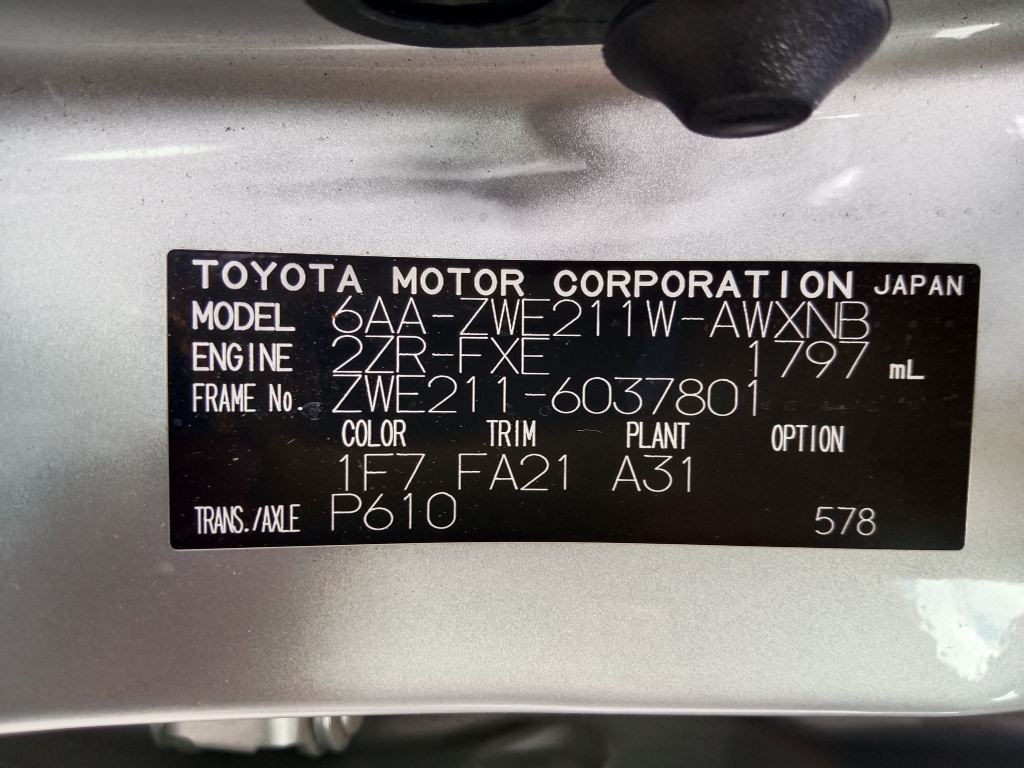 TOYOTA MOTOR CORPORATION JAPAN
MODEL 6AA-ZWE211W-AWXNB
ENGINE 2ZR-FXE 1797 mL
FRAME No. ZWE211-6037801
COLOR TRIM PLANT OPTION
1F7 FA21 A31
TRANS./AXLE P610 578